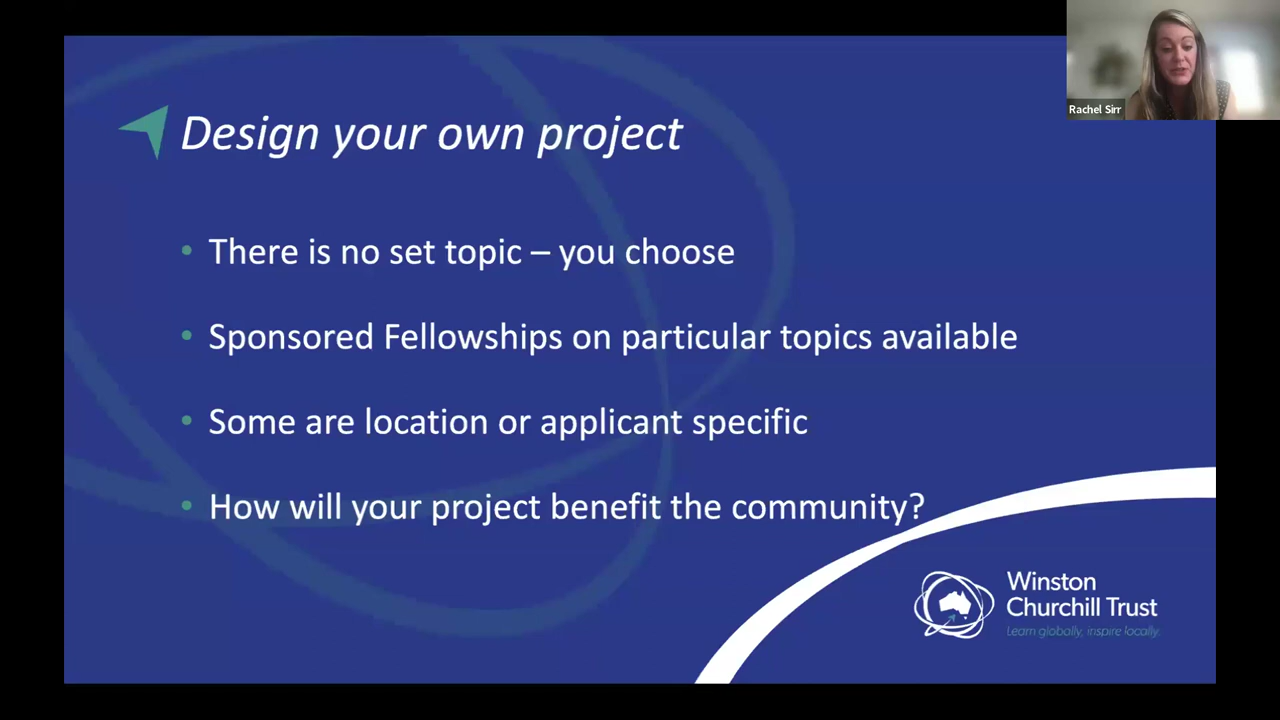 Rachel Sirr
Design your own project
• There is no set topic – you choose
• Sponsored Fellowships on particular topics available
• Some are location or applicant specific
• How will your project benefit the community?
Winston
Churchill Trust
Learn globally, inspire locally.